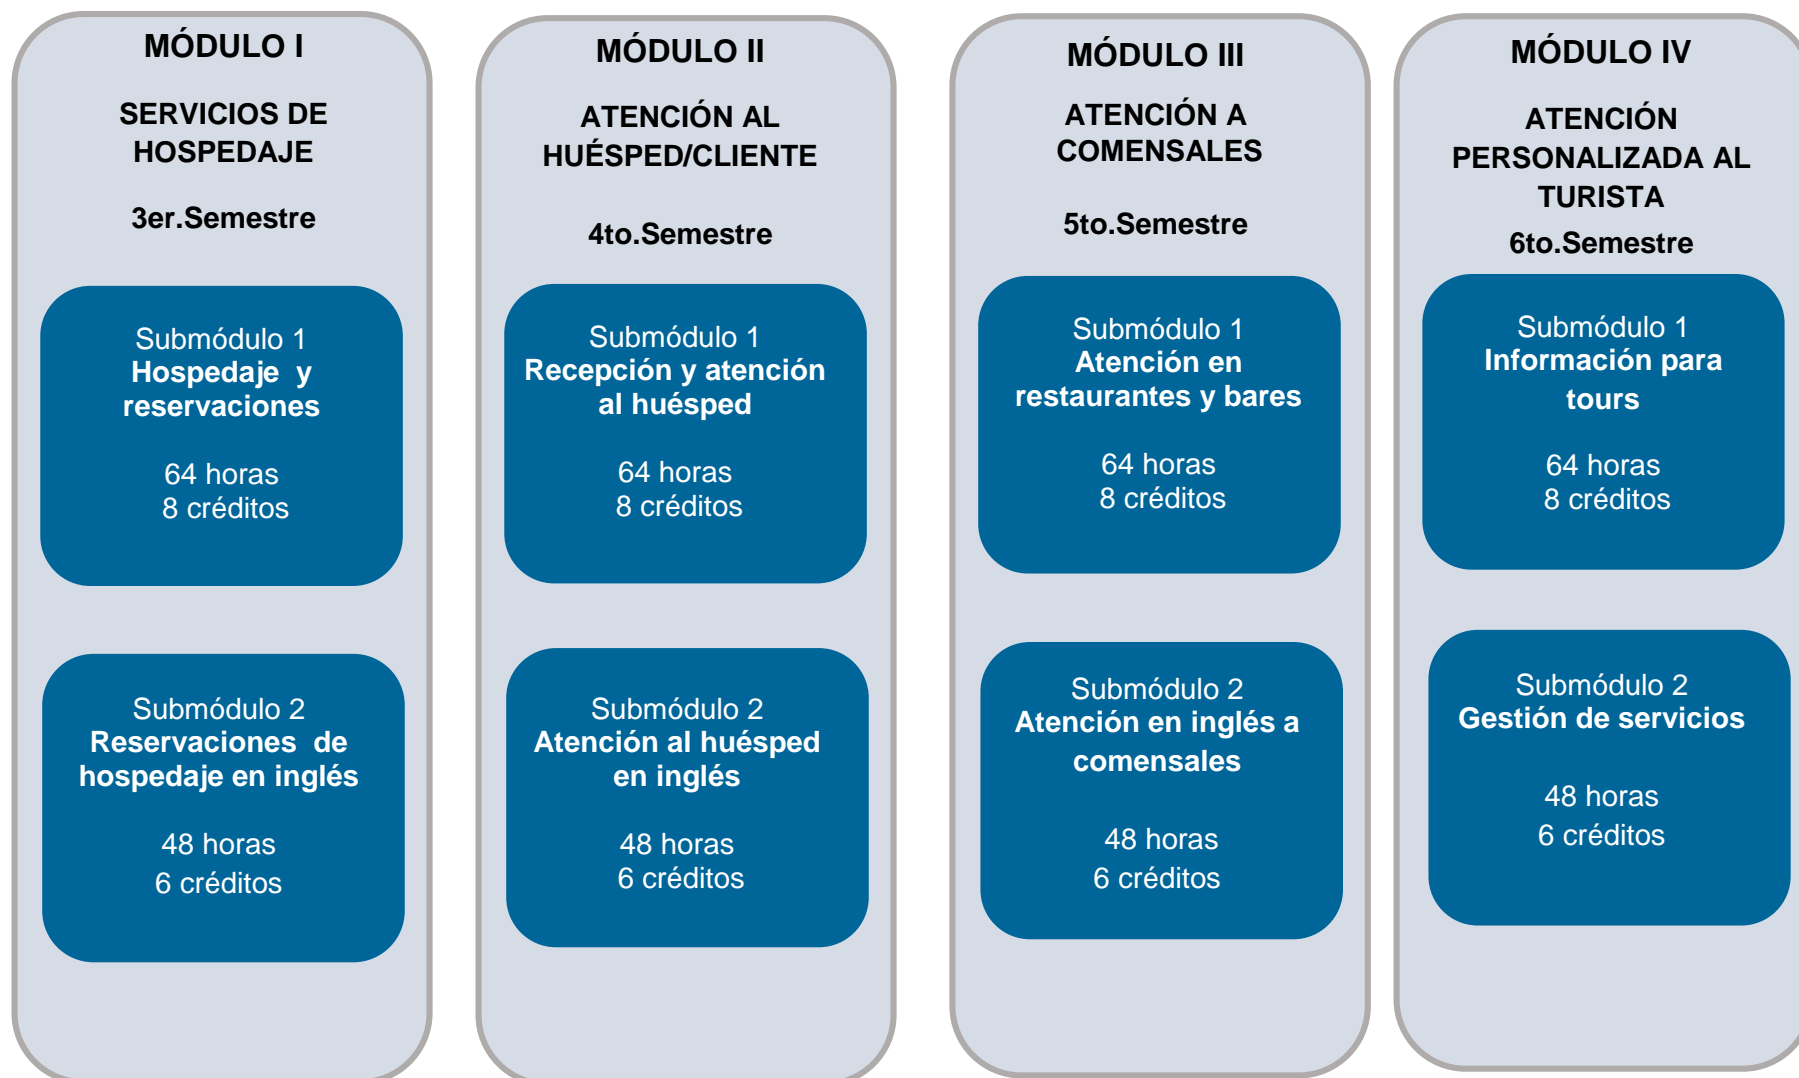 MÓDULO I
SERVICIOS DE
HOSPEDAJE
3er.Semestre
Submódulo 1
Hospedaje y
reservaciones
64 horas
8 créditos
Submódulo 2
Reservaciones de
hospedaje en inglés
48 horas
6 créditos
MÓDULO II
ATENCIÓN AL
HUÉSPED/CLIENTE
4to.Semestre
Submódulo 1
Recepción y atención
al huésped
64 horas
8 créditos
Submódulo 2
Atención al huésped
en inglés
48 horas
6 créditos
MÓDULO III
ATENCIÓN A
COMENSALES
5to.Semestre
Submódulo 1
Atención en
restaurantes y bares
64 horas
8 créditos
Submódulo 2
Atención en inglés a
comensales
48 horas
6 créditos
MÓDULO IV
ATENCIÓN
PERSONALIZADA AL
TURISTA
6to.Semestre
Submódulo 1
Información para
tours
64 horas
8 créditos
Submódulo 2
Gestión de servicios
48 horas
6 créditos